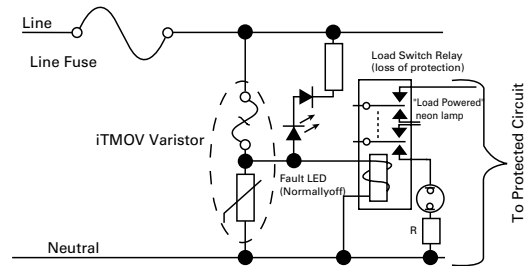 Line
Line Fuse
Load Switch Relay
(loss of protection)
"Load Powered"
neon lamp
iTMOV Varistor
Fault LED
(Normallyoff)
R
Neutral
To Protected Circuit